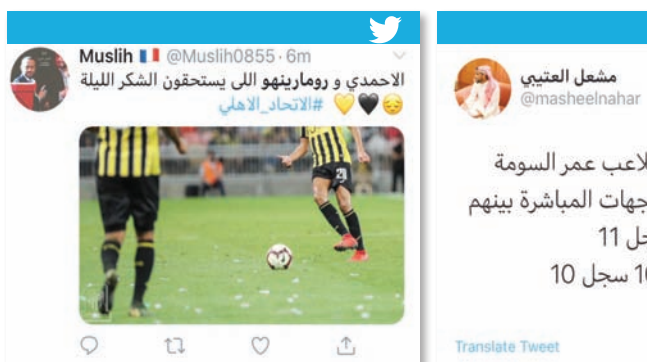 Muslih 🇫🇷 @Muslih0855 · 6m
الاحمدي و رومارينهو اللى يستحقون الشكر الليلة
😔🖤💛 #الاتحاد_الاهلي
مشعل العتيبي
@masheelnahar
لاعب عمر السومة
جهات المباشرة بينهم
جل 11
10 سجل 10
Translate Tweet